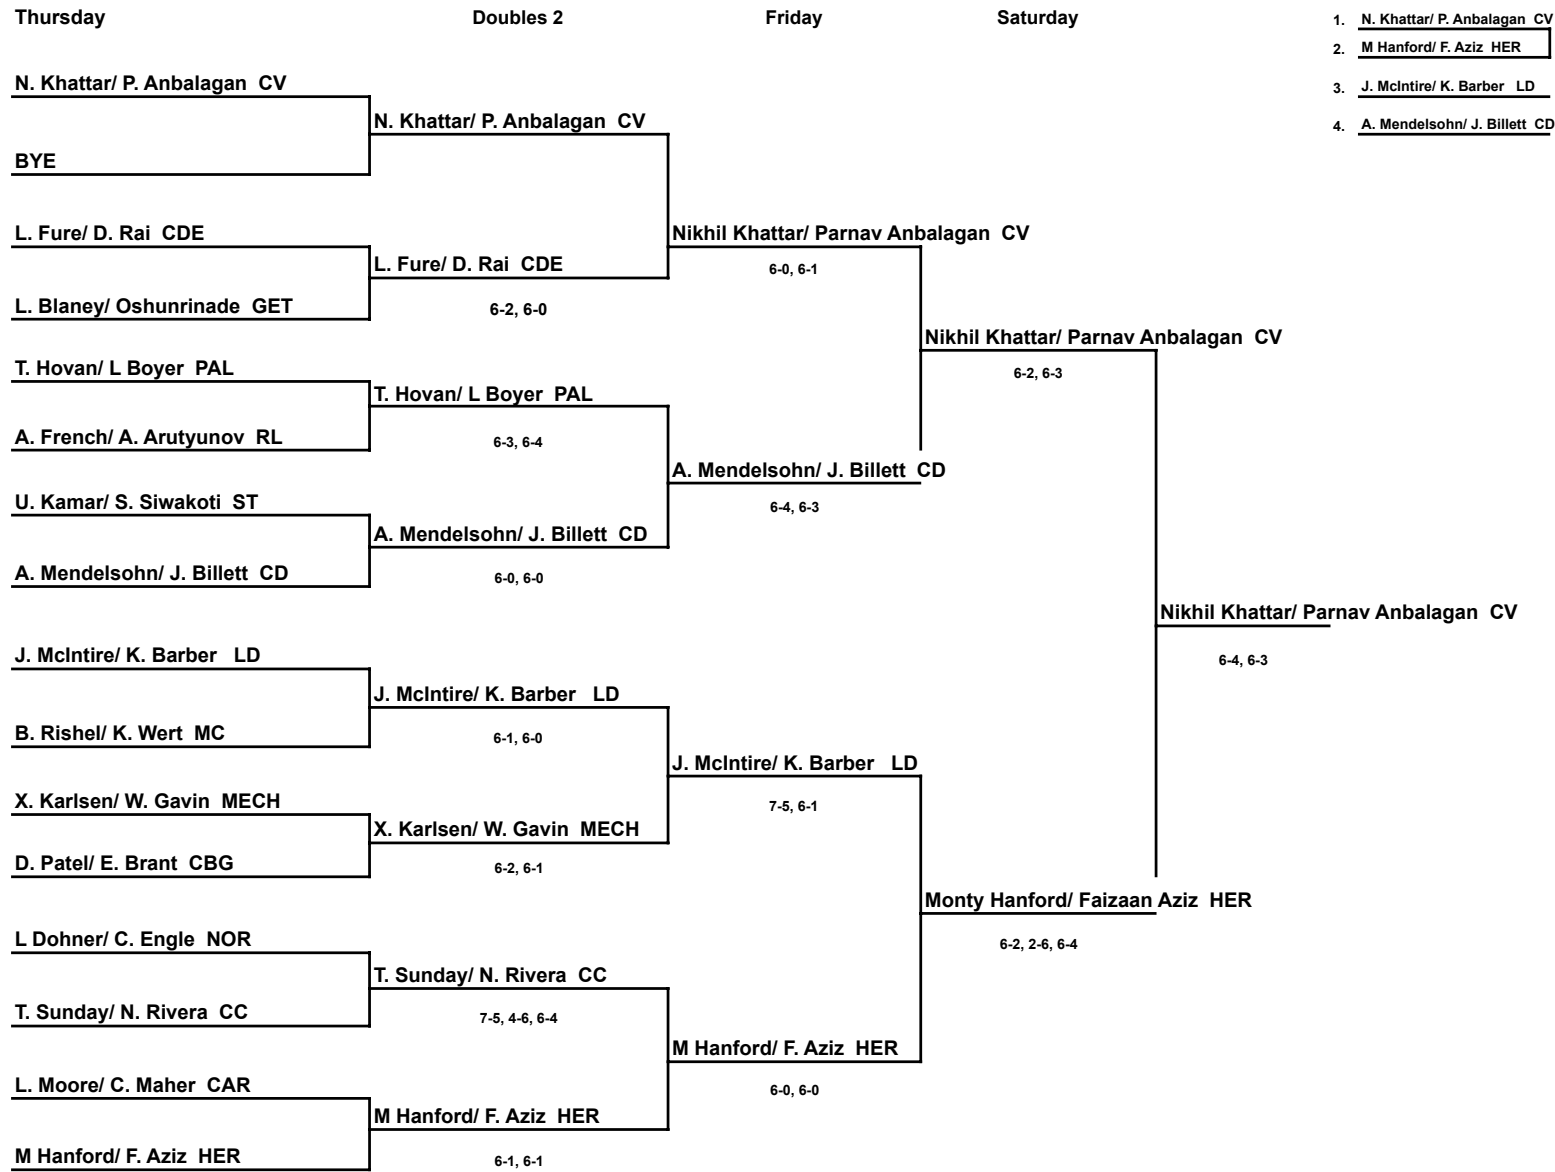 Thursday Doubles 2 Friday Saturday
1. N. Khattar/ P. Anbalagan CV
2. M Hanford/ F. Aziz HER
3. J. McIntire/ K. Barber LD
4. A. Mendelsohn/ J. Billett CD
N. Khattar/ P. Anbalagan CV
N. Khattar/ P. Anbalagan CV
BYE
L. Fure/ D. Rai CDE
Nikhil Khattar/ Parnav Anbalagan CV
L. Fure/ D. Rai CDE
6-0, 6-1
L. Blaney/ Oshunrinade GET
6-2, 6-0
Nikhil Khattar/ Parnav Anbalagan CV
T. Hovan/ L Boyer PAL
6-2, 6-3
T. Hovan/ L Boyer PAL
A. French/ A. Arutyunov RL
6-3, 6-4
A. Mendelsohn/ J. Billett CD
U. Kamar/ S. Siwakoti ST
6-4, 6-3
A. Mendelsohn/ J. Billett CD
A. Mendelsohn/ J. Billett CD
6-0, 6-0
Nikhil Khattar/ Parnav Anbalagan CV
J. McIntire/ K. Barber LD
6-4, 6-3
J. McIntire/ K. Barber LD
B. Rishel/ K. Wert MC
6-1, 6-0
J. McIntire/ K. Barber LD
X. Karlsen/ W. Gavin MECH
7-5, 6-1
X. Karlsen/ W. Gavin MECH
D. Patel/ E. Brant CBG
6-2, 6-1
Monty Hanford/ Faizaan Aziz HER
L Dohner/ C. Engle NOR
6-2, 2-6, 6-4
T. Sunday/ N. Rivera CC
T. Sunday/ N. Rivera CC
7-5, 4-6, 6-4
M Hanford/ F. Aziz HER
L. Moore/ C. Maher CAR
6-0, 6-0
M Hanford/ F. Aziz HER
M Hanford/ F. Aziz HER
6-1, 6-1